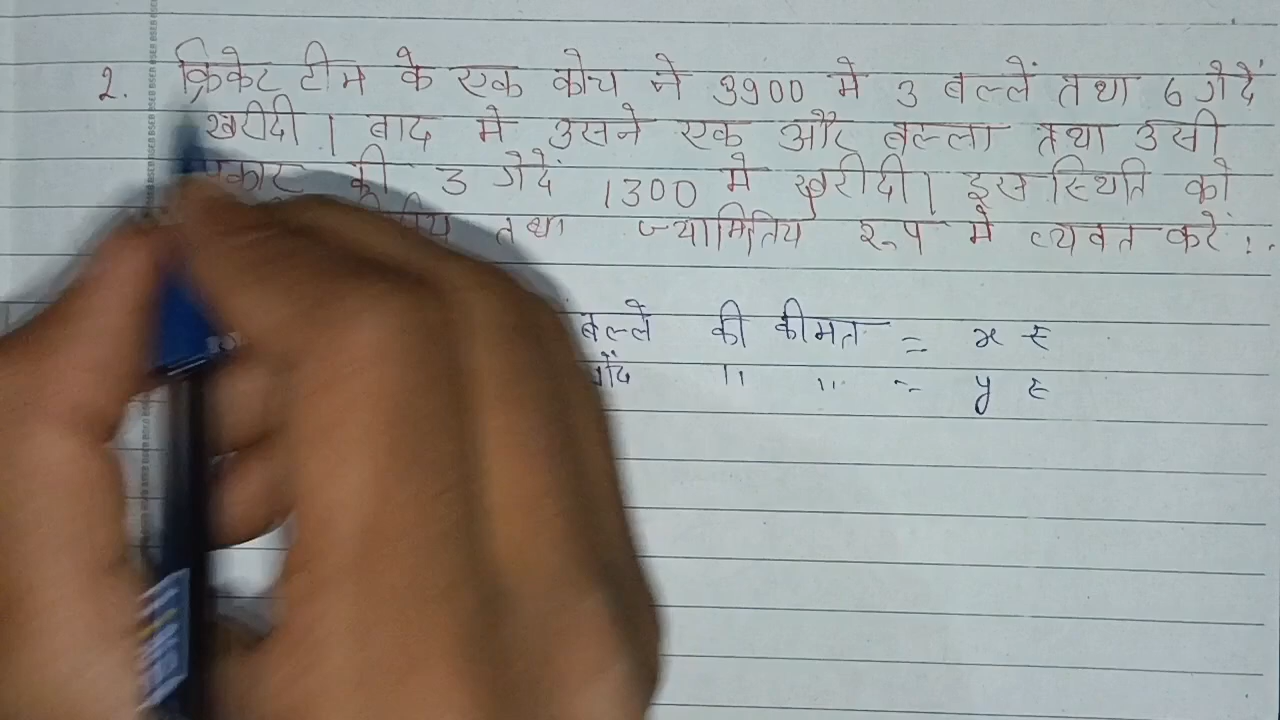 2. क्रिकेट टीम के एक कोच ने 3900 में 3 बल्लें तथा 6 गेदें
खरीदी । बाद में उसने एक और बल्ला तथा उसी
प्रकार की 3 गेदें 1300 में खरीदी। इस स्थिति को
तथा ज्यामितिय रूप में व्यक्त करें :.
बल्ले की कीमत = x ₹
गेंद " " = y ₹